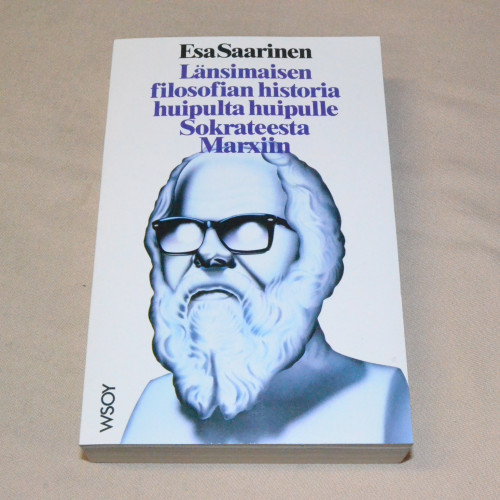 Esa Saarinen
Länsimaisen
filosofian historia
huipulta huipulle
Sokrateesta
Marxiin
WSOY